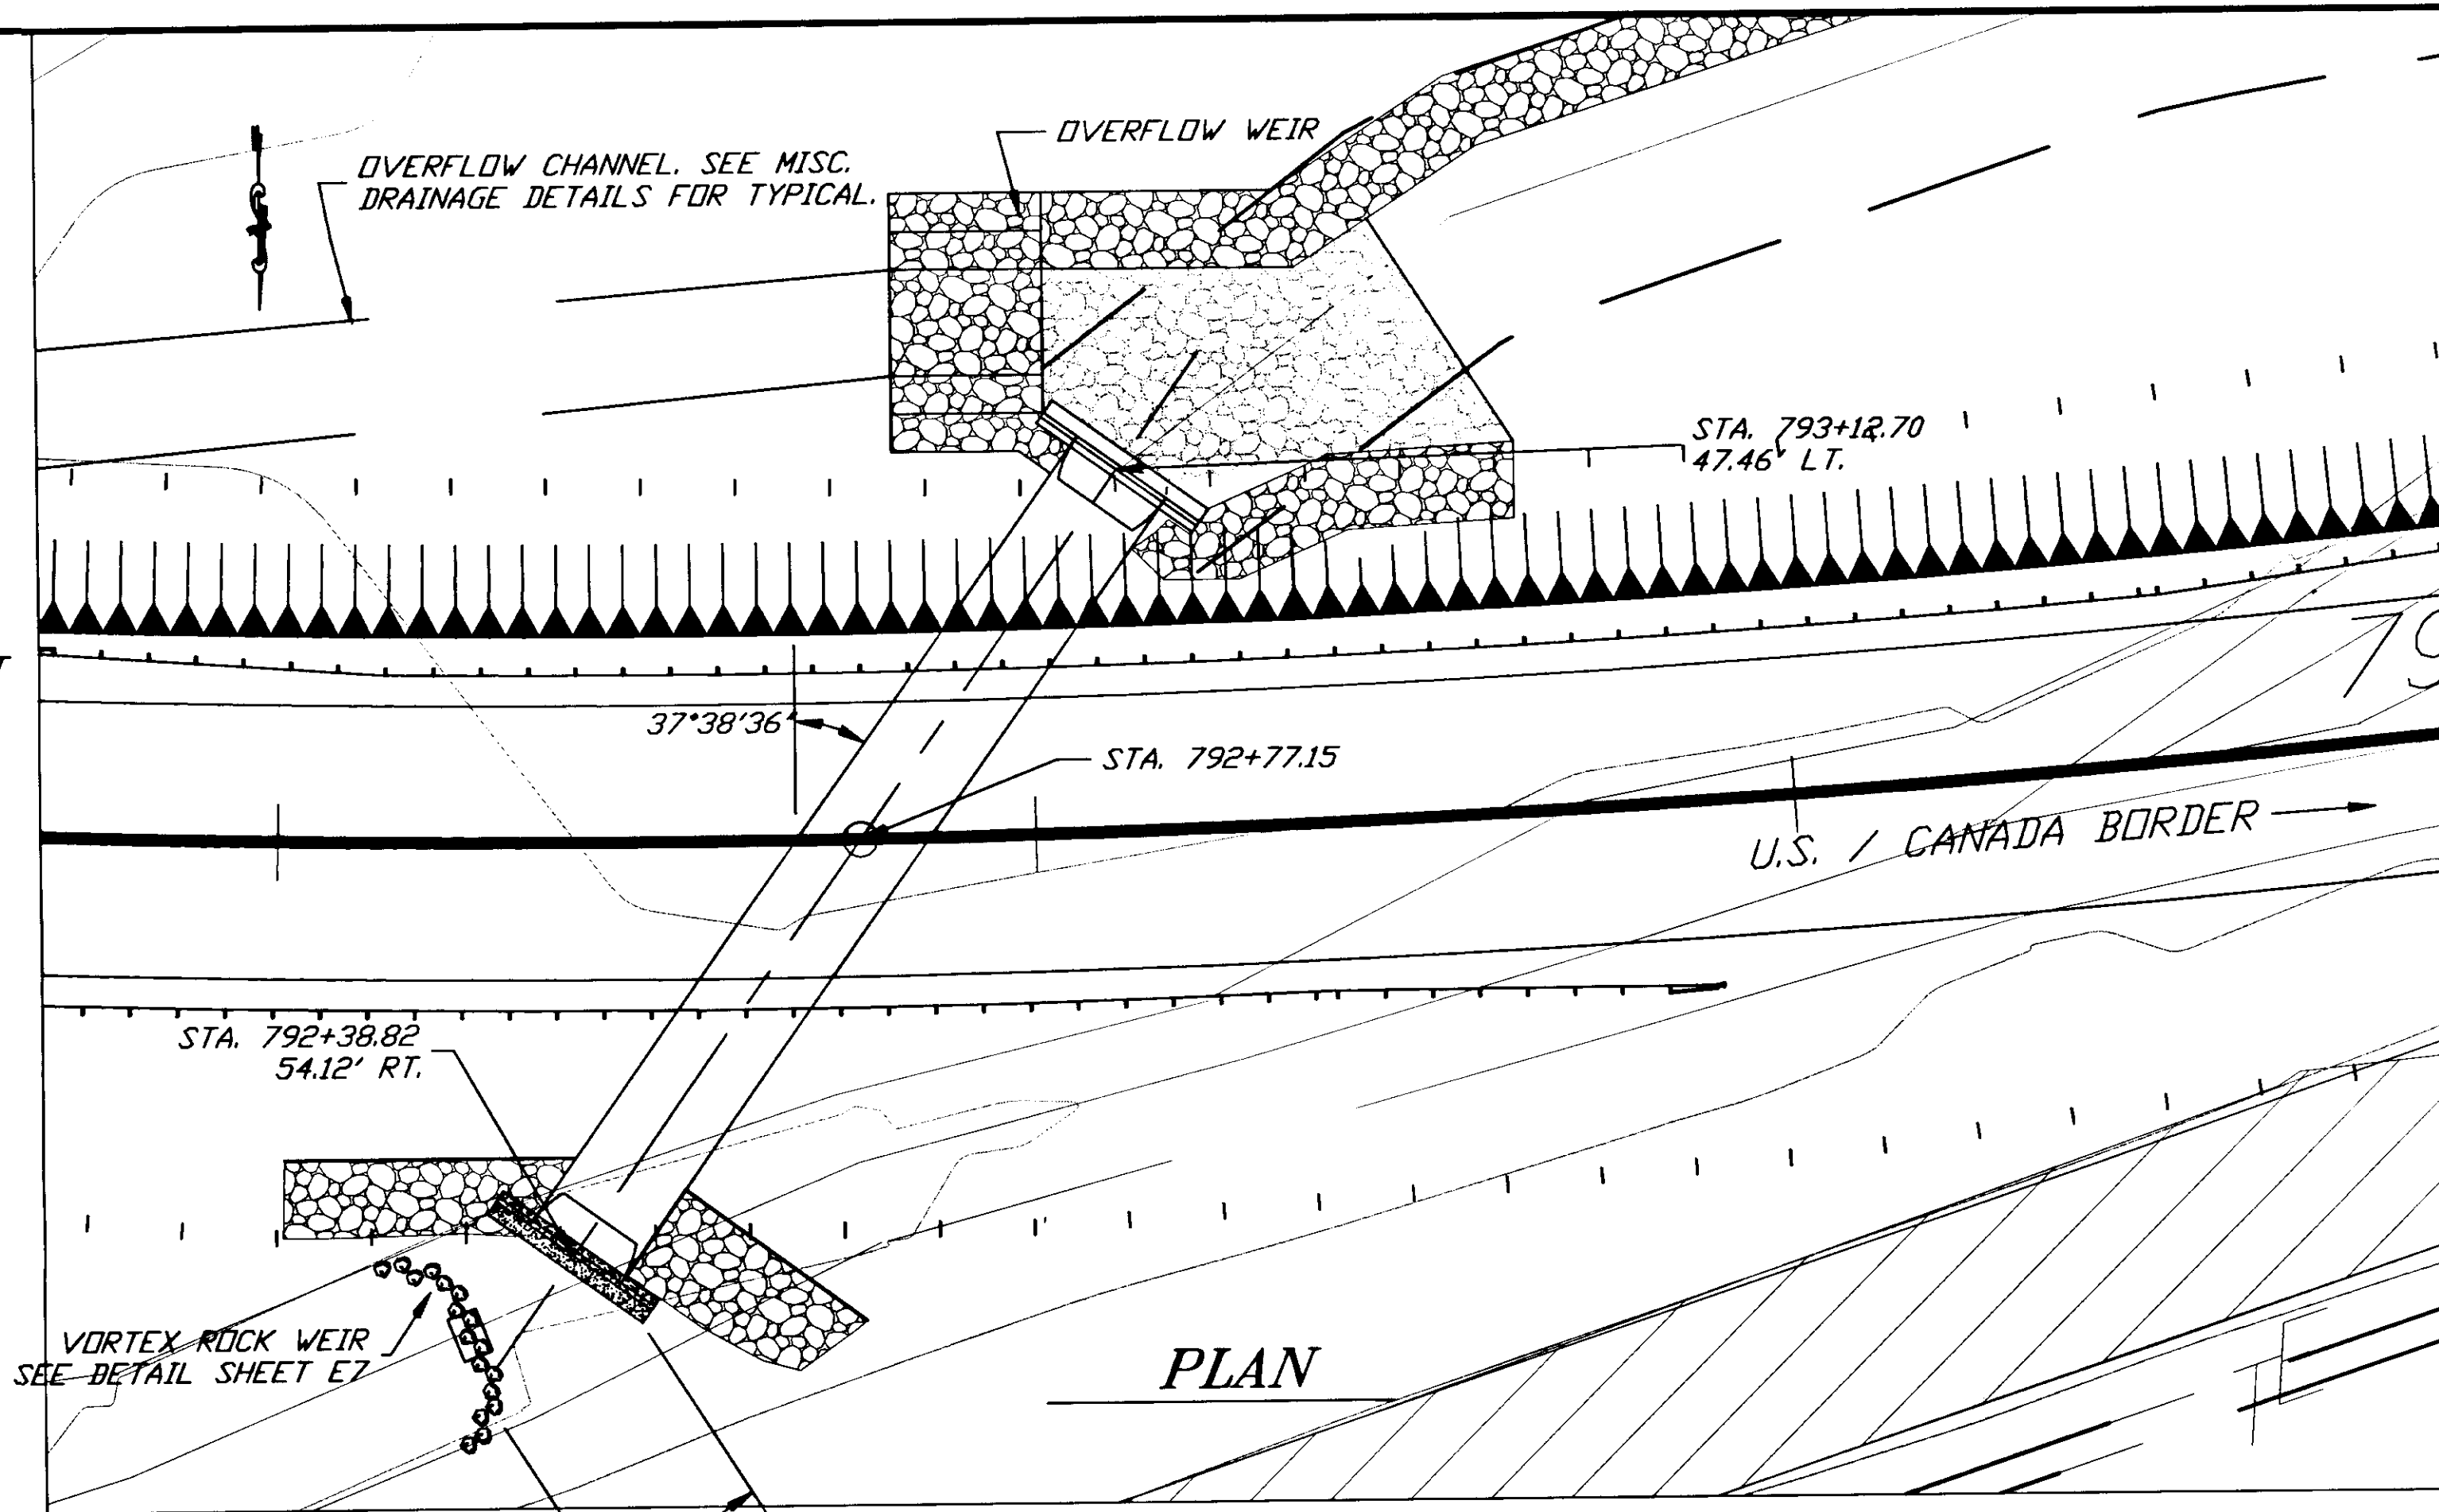 OVERFLOW WEIR
OVERFLOW CHANNEL. SEE MISC.
DRAINAGE DETAILS FOR TYPICAL.
STA. 793+12.70
47.46' LT.
79
37°38'36"
STA. 792+77.15
U.S. / CANADA BORDER
STA. 792+38.82
54.12' RT.
VORTEX ROCK WEIR
SEE DETAIL SHEET E7
PLAN